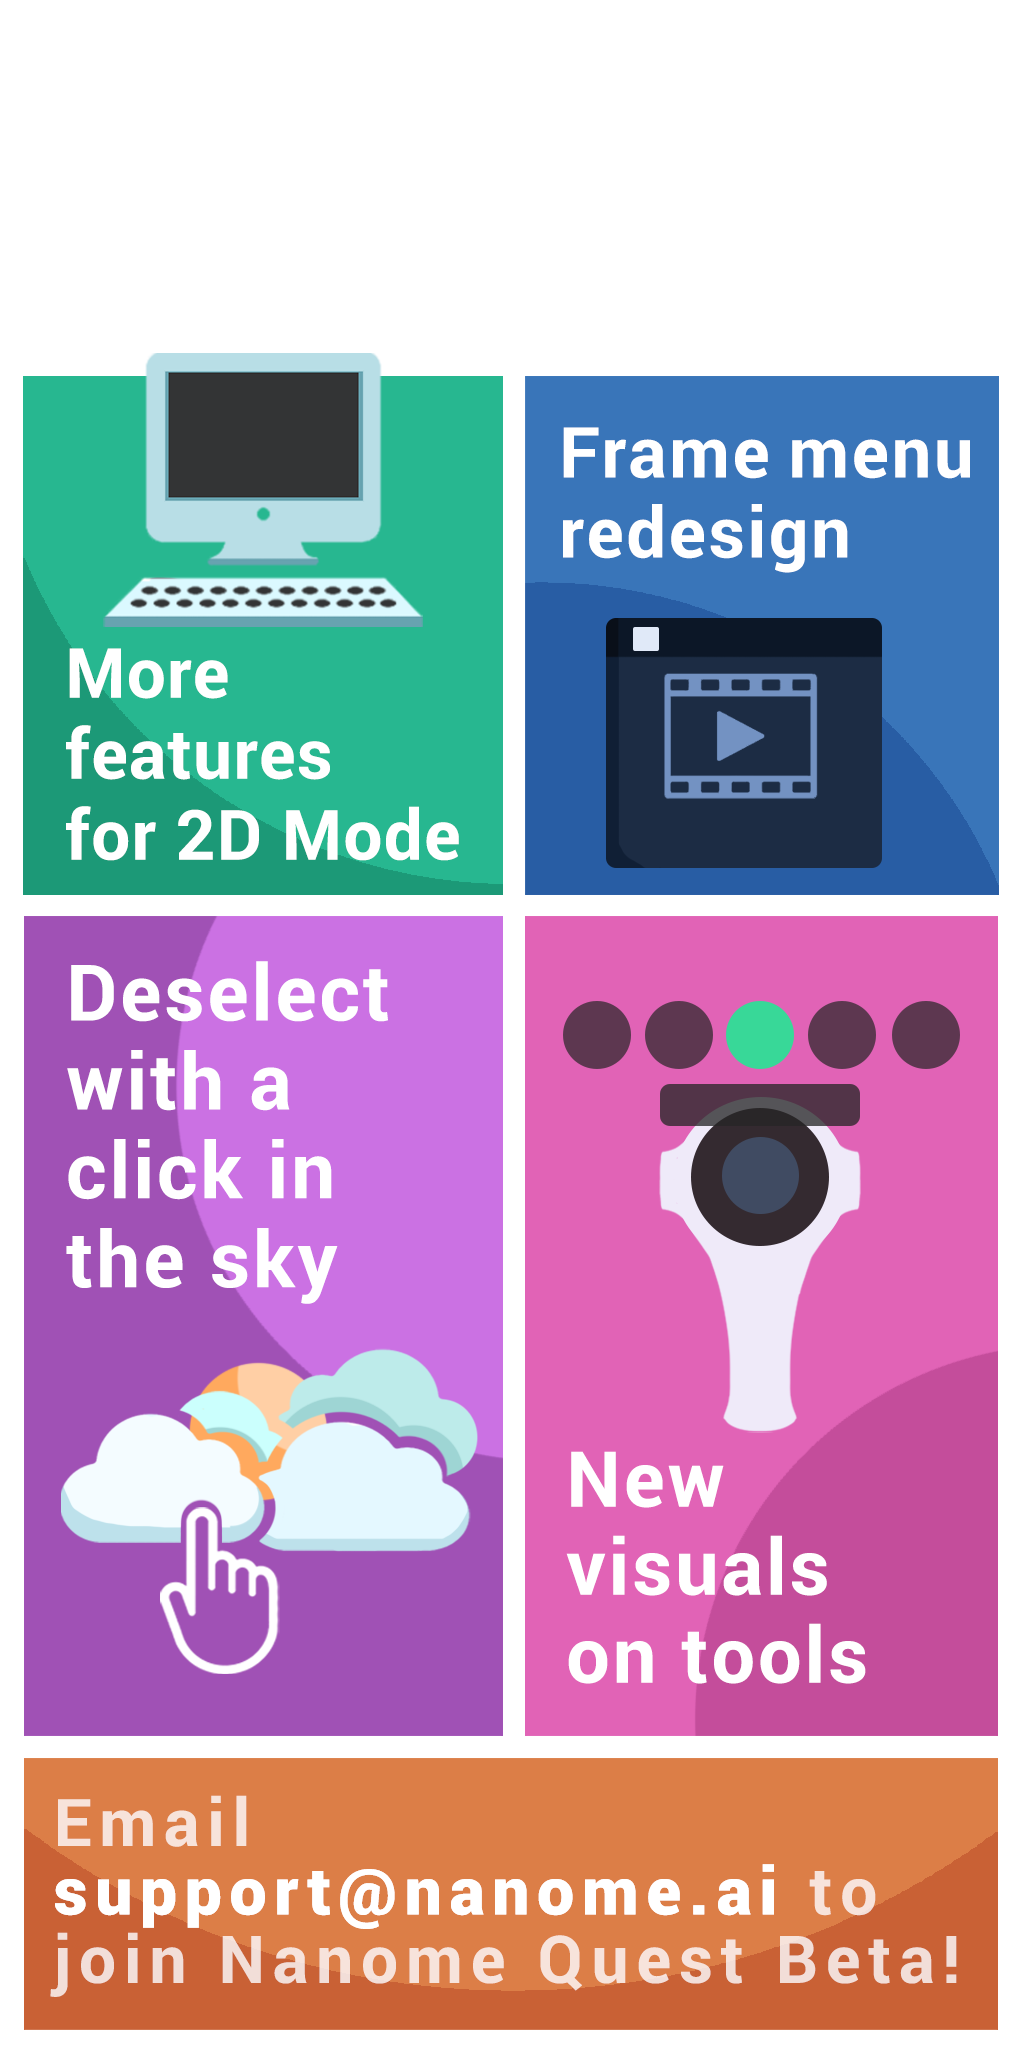 More
features
for 2D Mode
Frame menu
redesign
Deselect
with a
click in
the sky
New
visuals
on tools
Email
support@nanome.ai to
join Nanome Quest Beta!